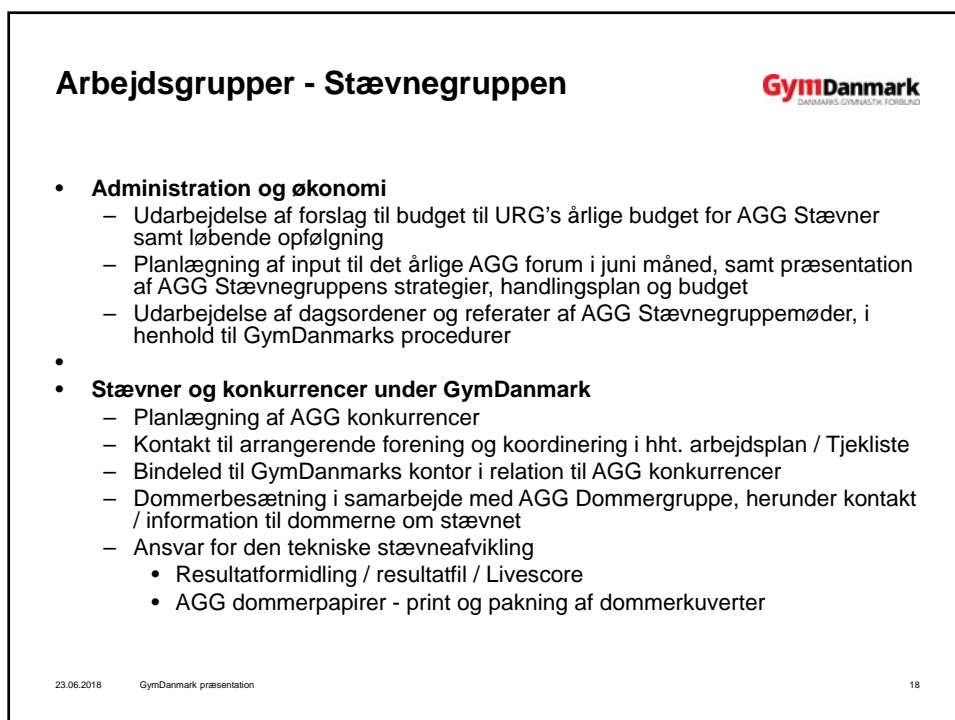 Arbejdsgrupper - Stævnegruppen
GymDanmark
DANMARKS GYMNASTIK FORBUND
• Administration og økonomi
– Udarbejdelse af forslag til budget til URG's årlige budget for AGG Stævner
samt løbende opfølgning
– Planlægning af input til det årlige AGG forum i juni måned, samt præsentation
af AGG Stævnegruppens strategier, handlingsplan og budget
– Udarbejdelse af dagsordener og referater af AGG Stævnegruppemøder, i
henhold til GymDanmarks procedurer
•
• Stævner og konkurrencer under GymDanmark
– Planlægning af AGG konkurrencer
– Kontakt til arrangerende forening og koordinering i hht. arbejdsplan / Tjekliste
– Bindeled til GymDanmarks kontor i relation til AGG konkurrencer
– Dommerbesætning i samarbejde med AGG Dommergruppe, herunder kontakt
/ information til dommerne om stævnet
– Ansvar for den tekniske stævneafvikling
• Resultatformidling / resultatfil / Livescore
• AGG dommerpapirer - print og pakning af dommerkuverter
23.06.2018 GymDanmark præsentation 18